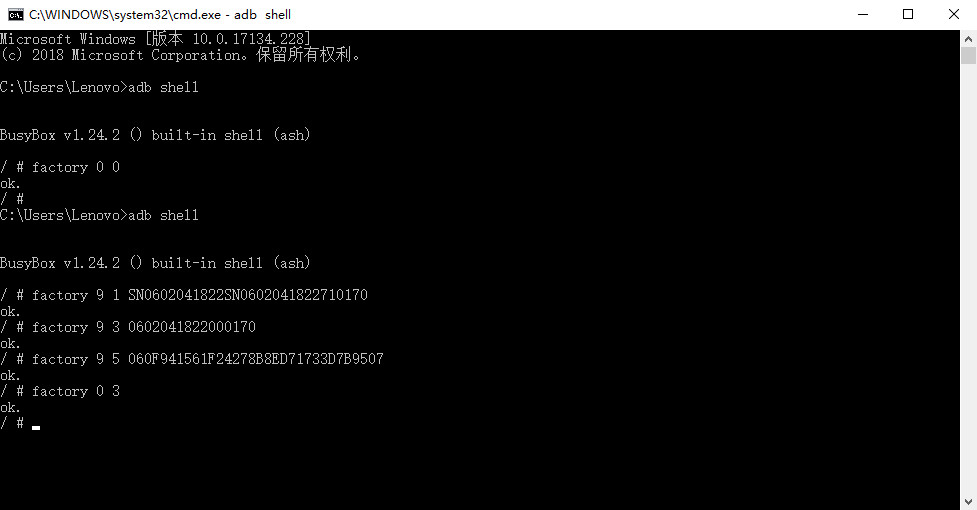 C:\WINDOWS\system32\cmd.exe - adb shell
Microsoft Windows [版本 10.0.17134.228]
(c) 2018 Microsoft Corporation。保留所有权利。
C:\Users\Lenovo>adb shell
BusyBox v1.24.2 () built-in shell (ash)
/ # factory 0 0
ok.
/ #
C:\Users\Lenovo>adb shell
BusyBox v1.24.2 () built-in shell (ash)
/ # factory 9 1 SN0602041822SN0602041822710170
ok.
/ # factory 9 3 0602041822000170
ok.
/ # factory 9 5 060F941561F24278B8ED71733D7B9507
ok.
/ # factory 0 3
ok.
/ #